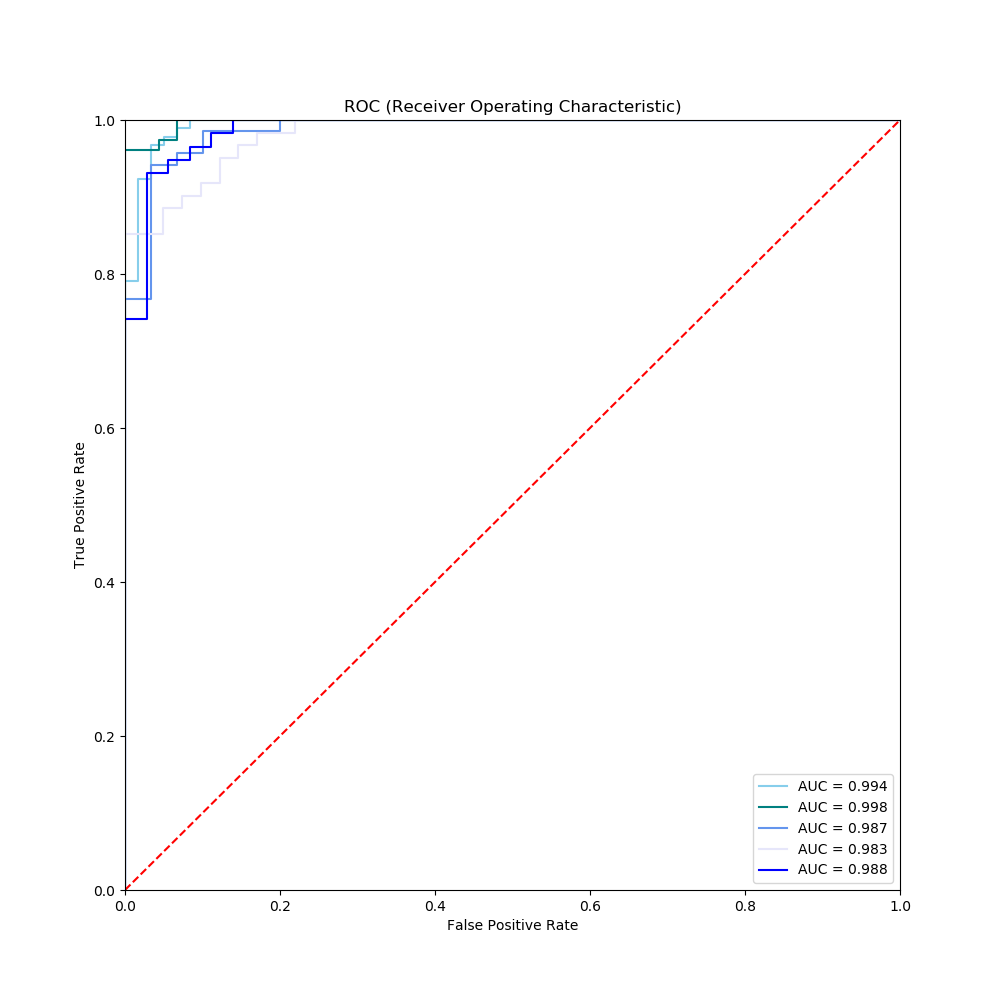 ROC (Receiver Operating Characteristic)
1.0
0.8
0.6
0.4
0.2
0.0
True Positive Rate
0.0 0.2 0.4 0.6 0.8 1.0
False Positive Rate
AUC = 0.994
AUC = 0.998
AUC = 0.987
AUC = 0.983
AUC = 0.988